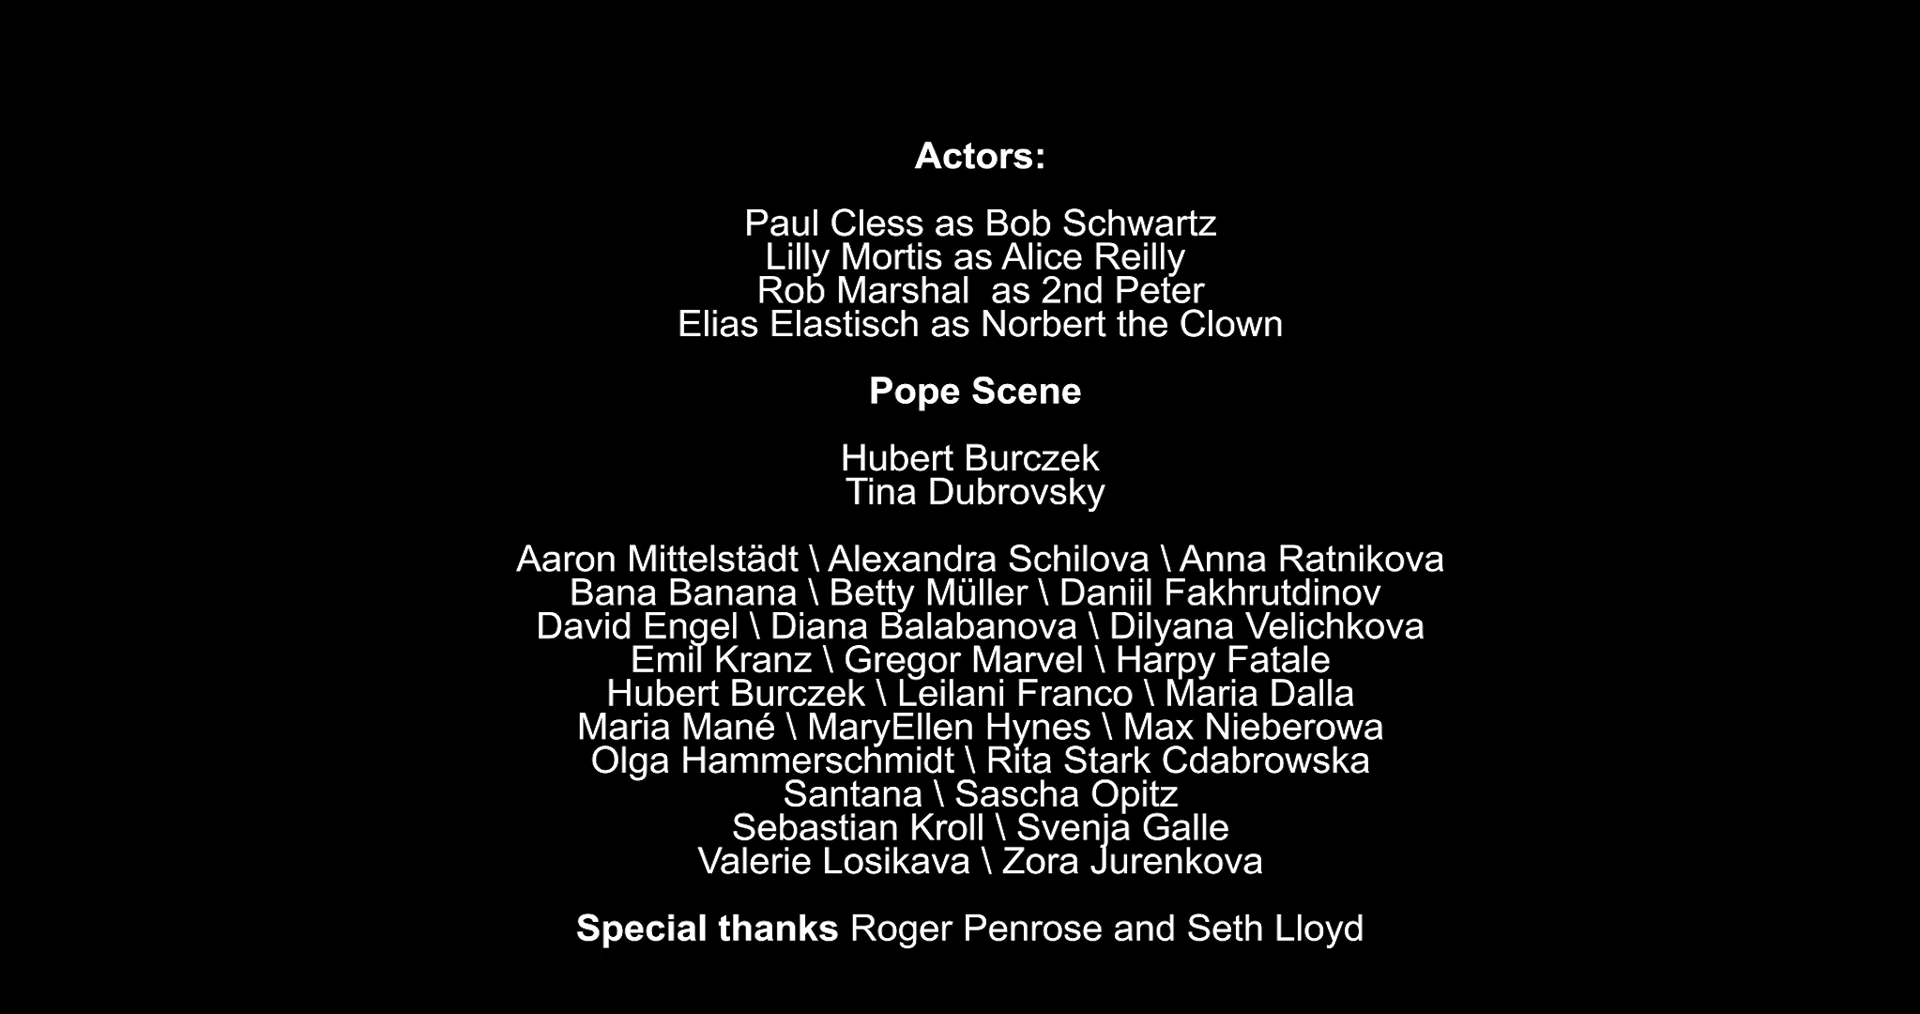 Actors:
Paul Cless as Bob Schwartz
Lilly Mortis as Alice Reilly
Rob Marshal  as 2nd Peter
Elias Elastisch as Norbert the Clown
Pope Scene
Hubert Burczek
Tina Dubrovsky
Aaron Mittelstädt \ Alexandra Schilova \ Anna Ratnikova
Bana Banana \ Betty Müller \ Daniil Fakhrutdinov
David Engel \ Diana Balabanova \ Dilyana Velichkova
Emil Kranz \ Gregor Marvel \ Harpy Fatale
Hubert Burczek \ Leilani Franco \ Maria Dalla
Maria Mané \ MaryEllen Hynes \ Max Nieberowa
Olga Hammerschmidt \ Rita Stark Cdabrowska
Santana \ Sascha Opitz
Sebastian Kroll \ Svenja Galle
Valerie Losikava \ Zora Jurenkova
Special thanks Roger Penrose and Seth Lloyd